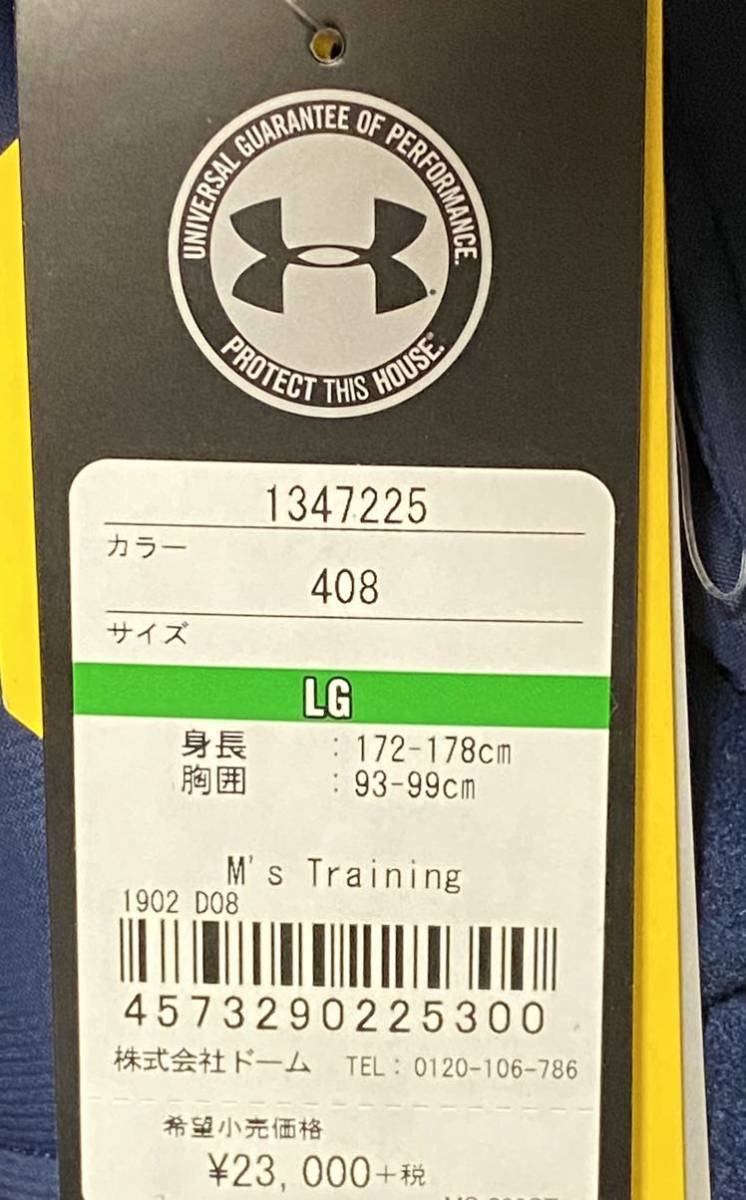 UNIVERSAL GUARANTEE OF PERFORMANCE.
PROTECT THIS HOUSE.
1347225
カラー
408
サイズ
LG
身長 : 172-178cm
胸囲 : 93-99cm
M's Training
1902 D08
4573290225300
株式会社ドーム TEL: 0120-106-786
希望小売価格
¥23,000+税